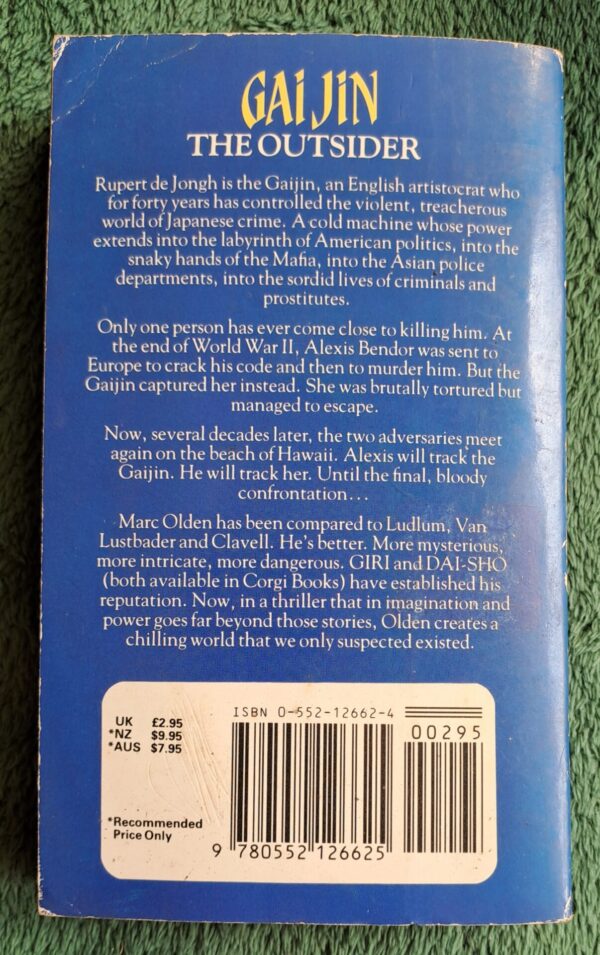 GAiJiN
THE OUTSIDER
Rupert de Jongh is the Gaijin, an English artistocrat who
for forty years has controlled the violent, treacherous
world of Japanese crime. A cold machine whose power
extends into the labyrinth of American politics, into the
snaky hands of the Mafia, into the Asian police
departments, into the sordid lives of criminals and
prostitutes.
Only one person has ever come close to killing him. At
the end of World War II, Alexis Bendor was sent to
Europe to crack his code and then to murder him. But the
Gaijin captured her instead. She was brutally tortured but
managed to escape.
Now, several decades later, the two adversaries meet
again on the beach of Hawaii. Alexis will track the
Gaijin. He will track her. Until the final, bloody
confrontation...
Marc Olden has been compared to Ludlum, Van
Lustbader and Clavell. He's better. More mysterious,
more intricate, more dangerous. GIRI and DAI-SHO
(both available in Corgi Books) have established his
reputation. Now, in a thriller that in imagination and
power goes far beyond those stories, Olden creates a
chilling world that we only suspected existed.
UK £2.95
*NZ $9.95
*AUS $7.95
*Recommended
Price Only
ISBN 0-552-12662-4
00295
9 780552 126625